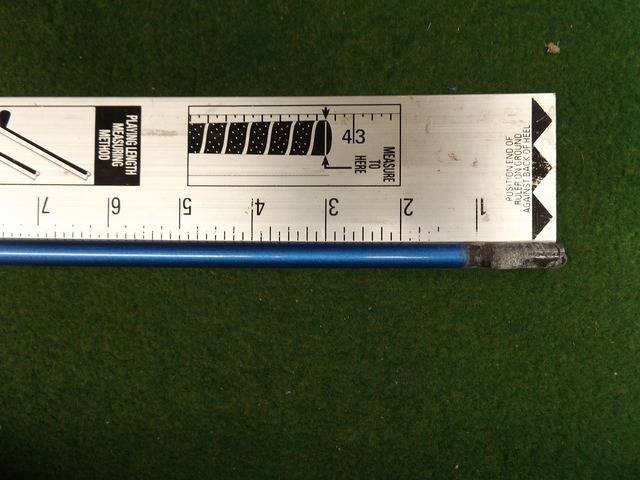 PLAYING LENGTH
MEASURING
METHOD
43
MEASURE
TO
HERE
POSITION END OF
RULER ON GROUND
AGAINST BACK OF HEEL
7 6 5 4 3 2 1